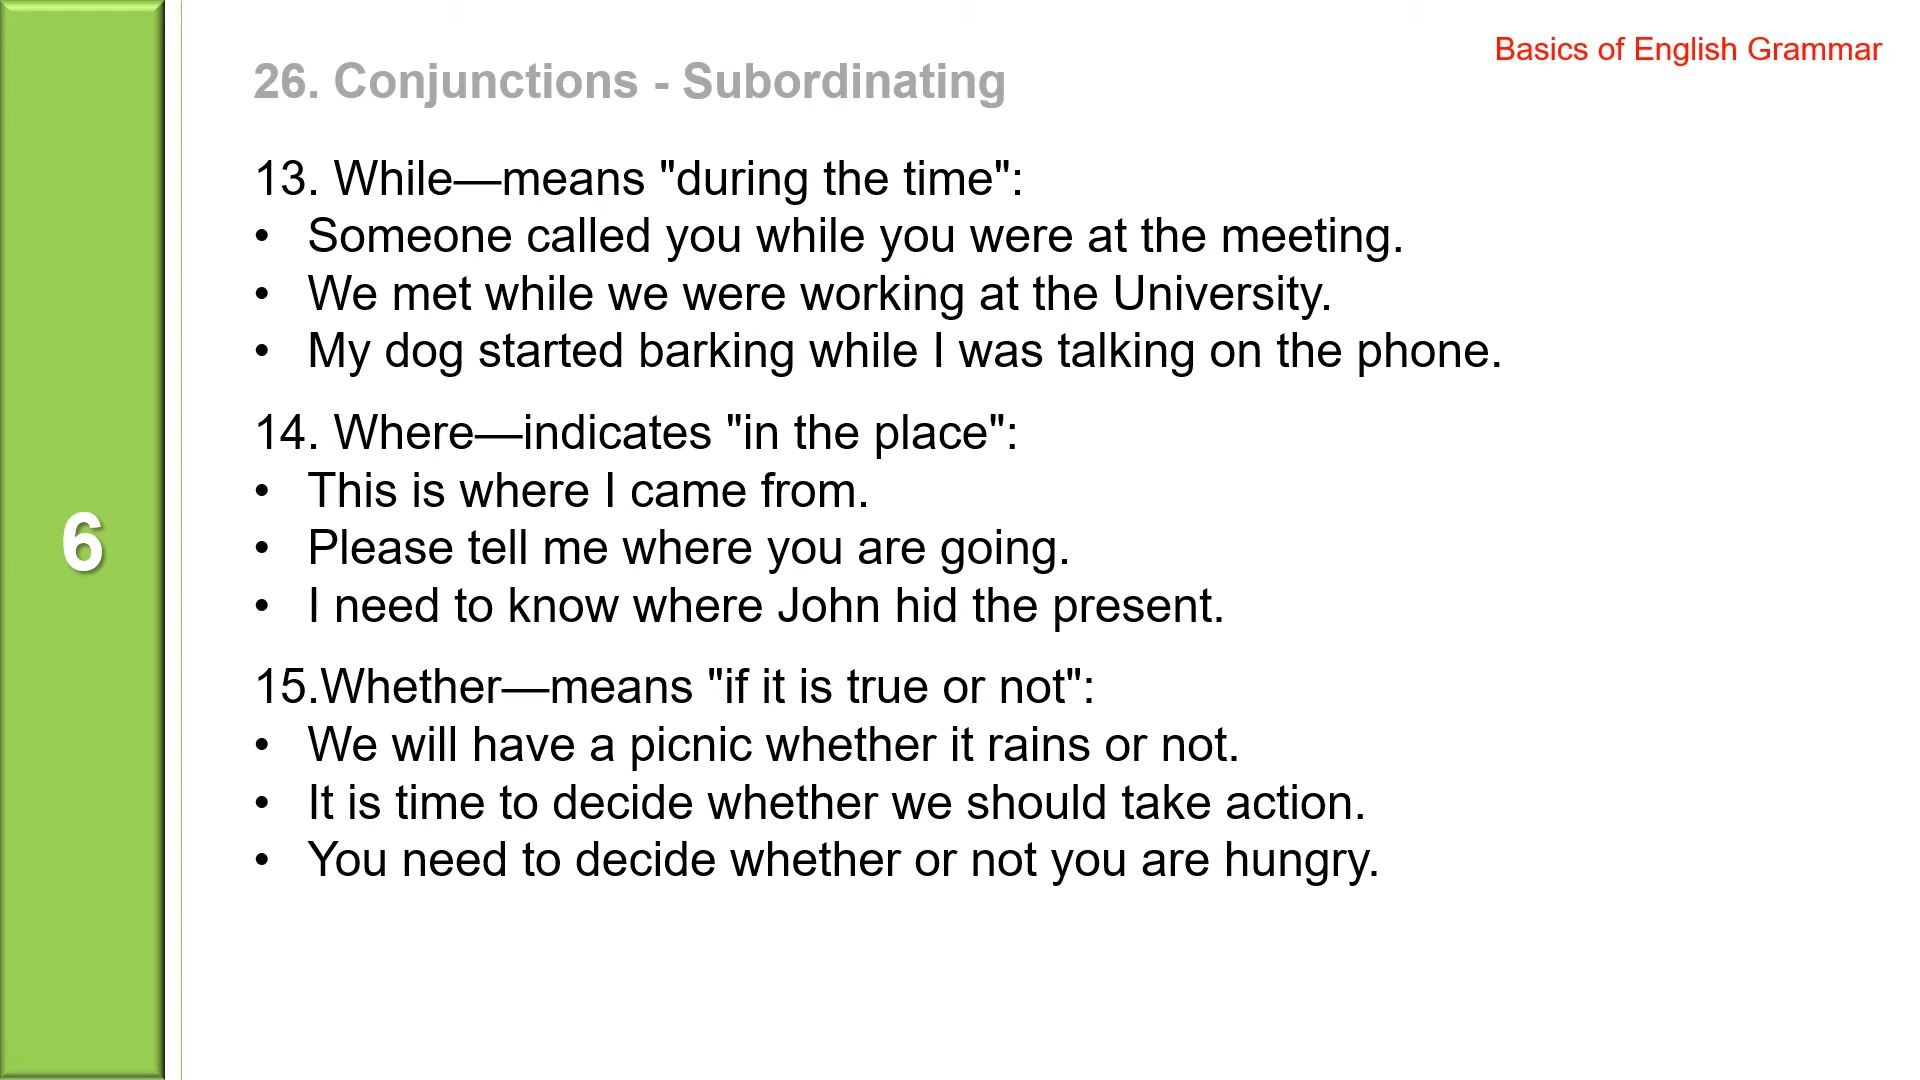 Basics of English Grammar
26. Conjunctions - Subordinating
13. While—means "during the time":
• Someone called you while you were at the meeting.
• We met while we were working at the University.
• My dog started barking while I was talking on the phone.
14. Where—indicates "in the place":
• This is where I came from.
• Please tell me where you are going.
• I need to know where John hid the present.
15.Whether—means "if it is true or not":
• We will have a picnic whether it rains or not.
• It is time to decide whether we should take action.
• You need to decide whether or not you are hungry.
6